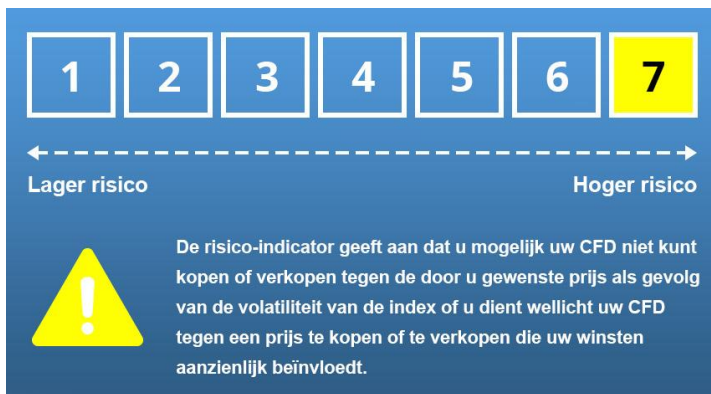 1 2 3 4 5 6 7
Lager risico Hoger risico
De risico-indicator geeft aan dat u mogelijk uw CFD niet kunt
kopen of verkopen tegen de door u gewenste prijs als gevolg
van de volatiliteit van de index of u dient wellicht uw CFD
tegen een prijs te kopen of te verkopen die uw winsten
aanzienlijk beïnvloedt.